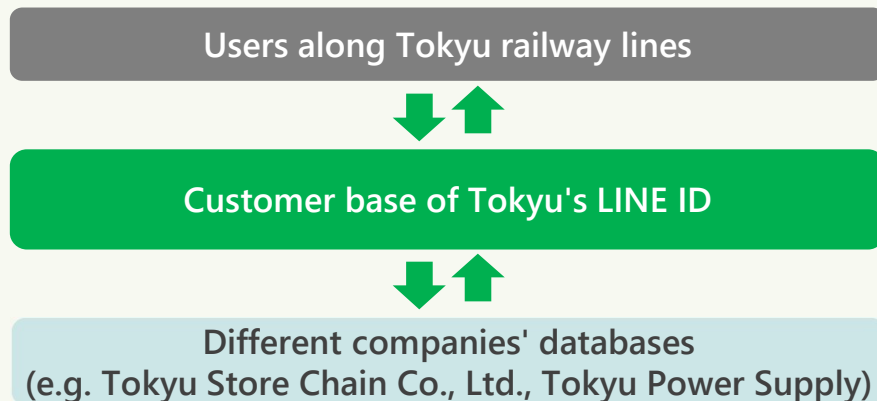 Users along Tokyu railway lines
Customer base of Tokyu's LINE ID
Different companies' databases
(e.g. Tokyu Store Chain Co., Ltd., Tokyu Power Supply)